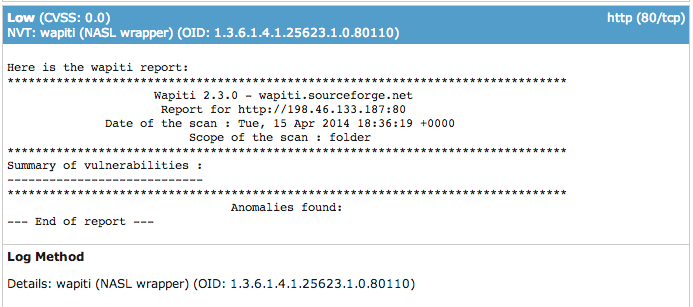 Low (CVSS: 0.0) http (80/tcp)
NVT: wapiti (NASL wrapper) (OID: 1.3.6.1.4.1.25623.1.0.80110)
Here is the wapiti report:
********************************************************************************
Wapiti 2.3.0 - wapiti.sourceforge.net
Report for http://198.46.133.187:80
Date of the scan : Tue, 15 Apr 2014 18:36:19 +0000
Scope of the scan : folder
********************************************************************************
Summary of vulnerabilities :
----------------------------
********************************************************************************
Anomalies found:
--- End of report ---
Log Method
Details: wapiti (NASL wrapper) (OID: 1.3.6.1.4.1.25623.1.0.80110)